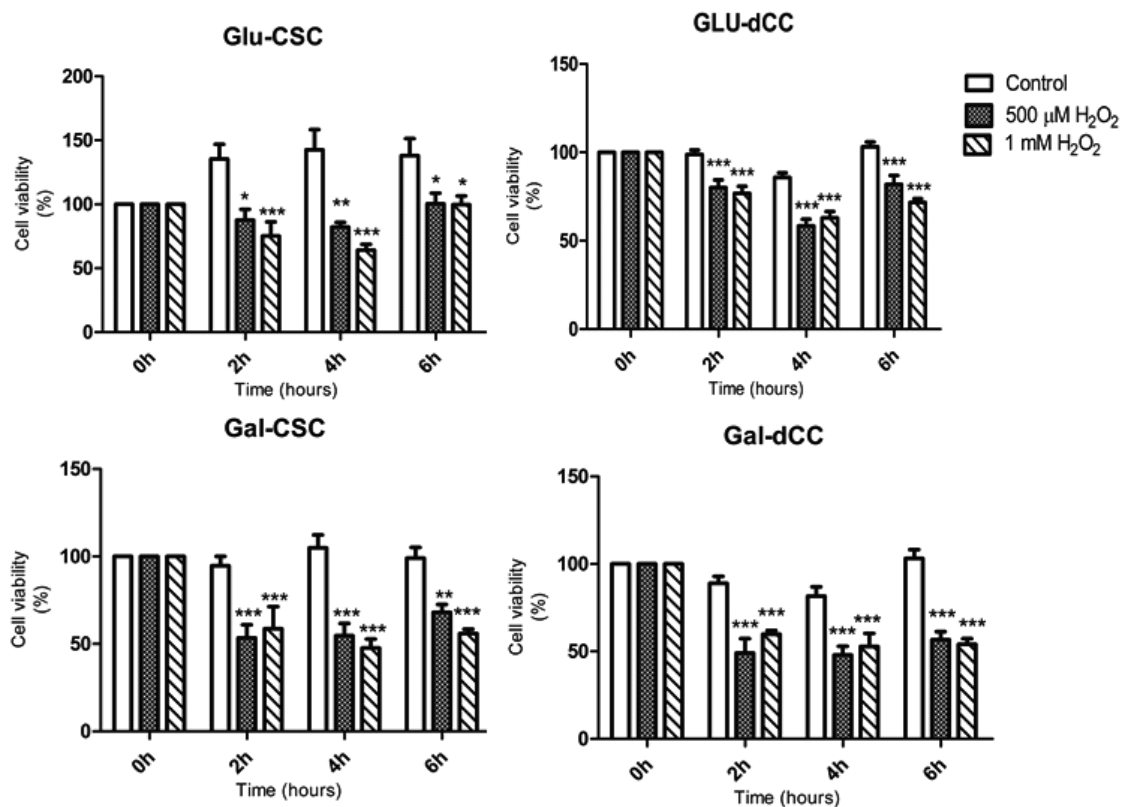 Glu-CSC
200
150
100
50
0
Cell viability
(%)
* *** ** *** * *
0h 2h 4h 6h
Time (hours)
GLU-dCC
150
100
50
0
Cell viability
(%)
*** *** *** *** *** ***
0h 2h 4h 6h
Time (hours)
Control
500 μM H₂O₂
1 mM H₂O₂
Gal-CSC
150
100
50
0
Cell viability
(%)
*** *** *** *** ** ***
0h 2h 4h 6h
Time (hours)
Gal-dCC
150
100
50
0
Cell viability
(%)
*** *** *** *** *** ***
0h 2h 4h 6h
Time (hours)